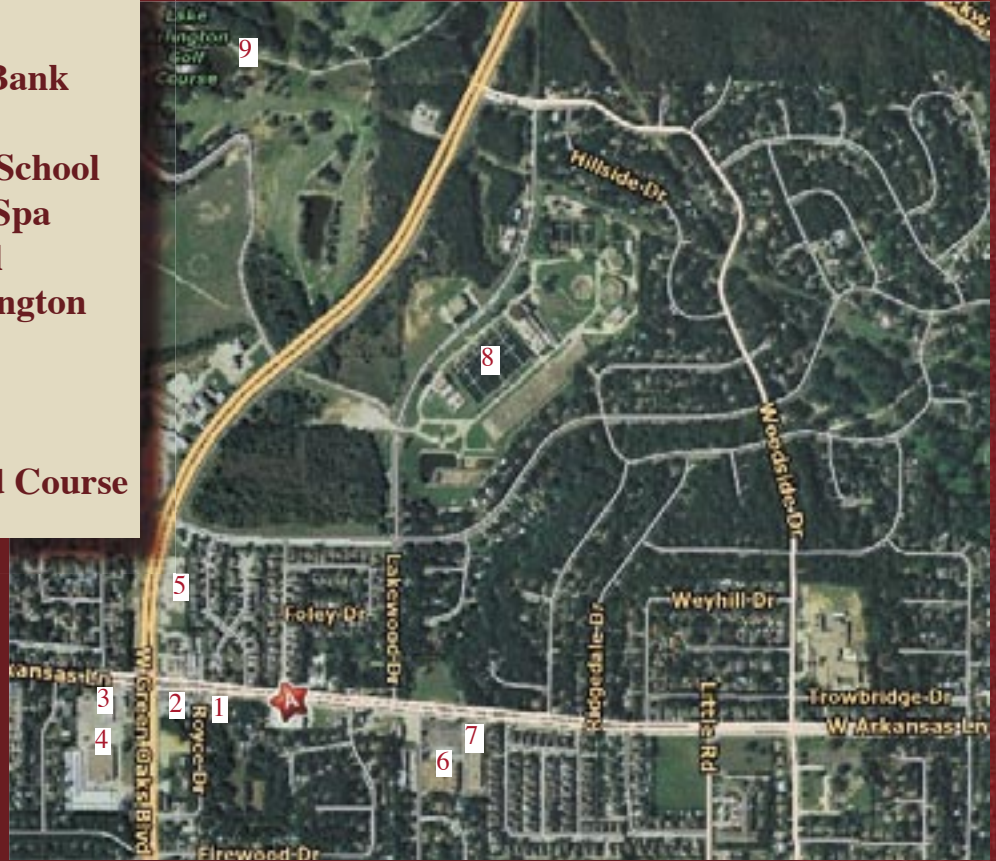 Bank
School
Spa
ngton
Course
Lake
Golf
Course
9
Hillside Dr
8
Woodside Dr
5
Foley Dr
Lakewood Dr
Ridgedale Dr
Weyhill Dr
kansas Ln
W Green Oaks Blvd
3
2
1
A
Trowbridge Dr
W Arkansas Ln
4
Royce Dr
7
6
Little Rd
Firewood Dr